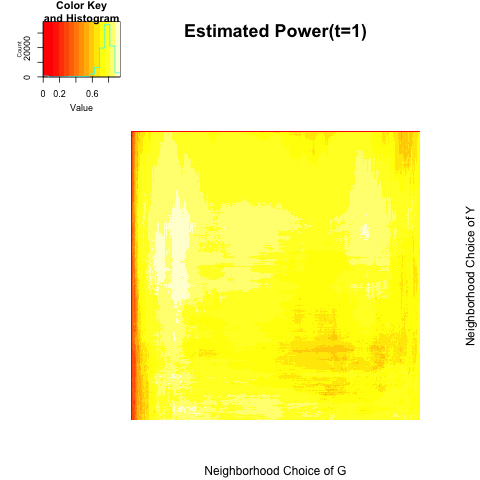 Color Key
and Histogram
Estimated Power(t=1)
Count
0 20000
0 0.2 0.6
Value
Neighborhood Choice of Y
Neighborhood Choice of G